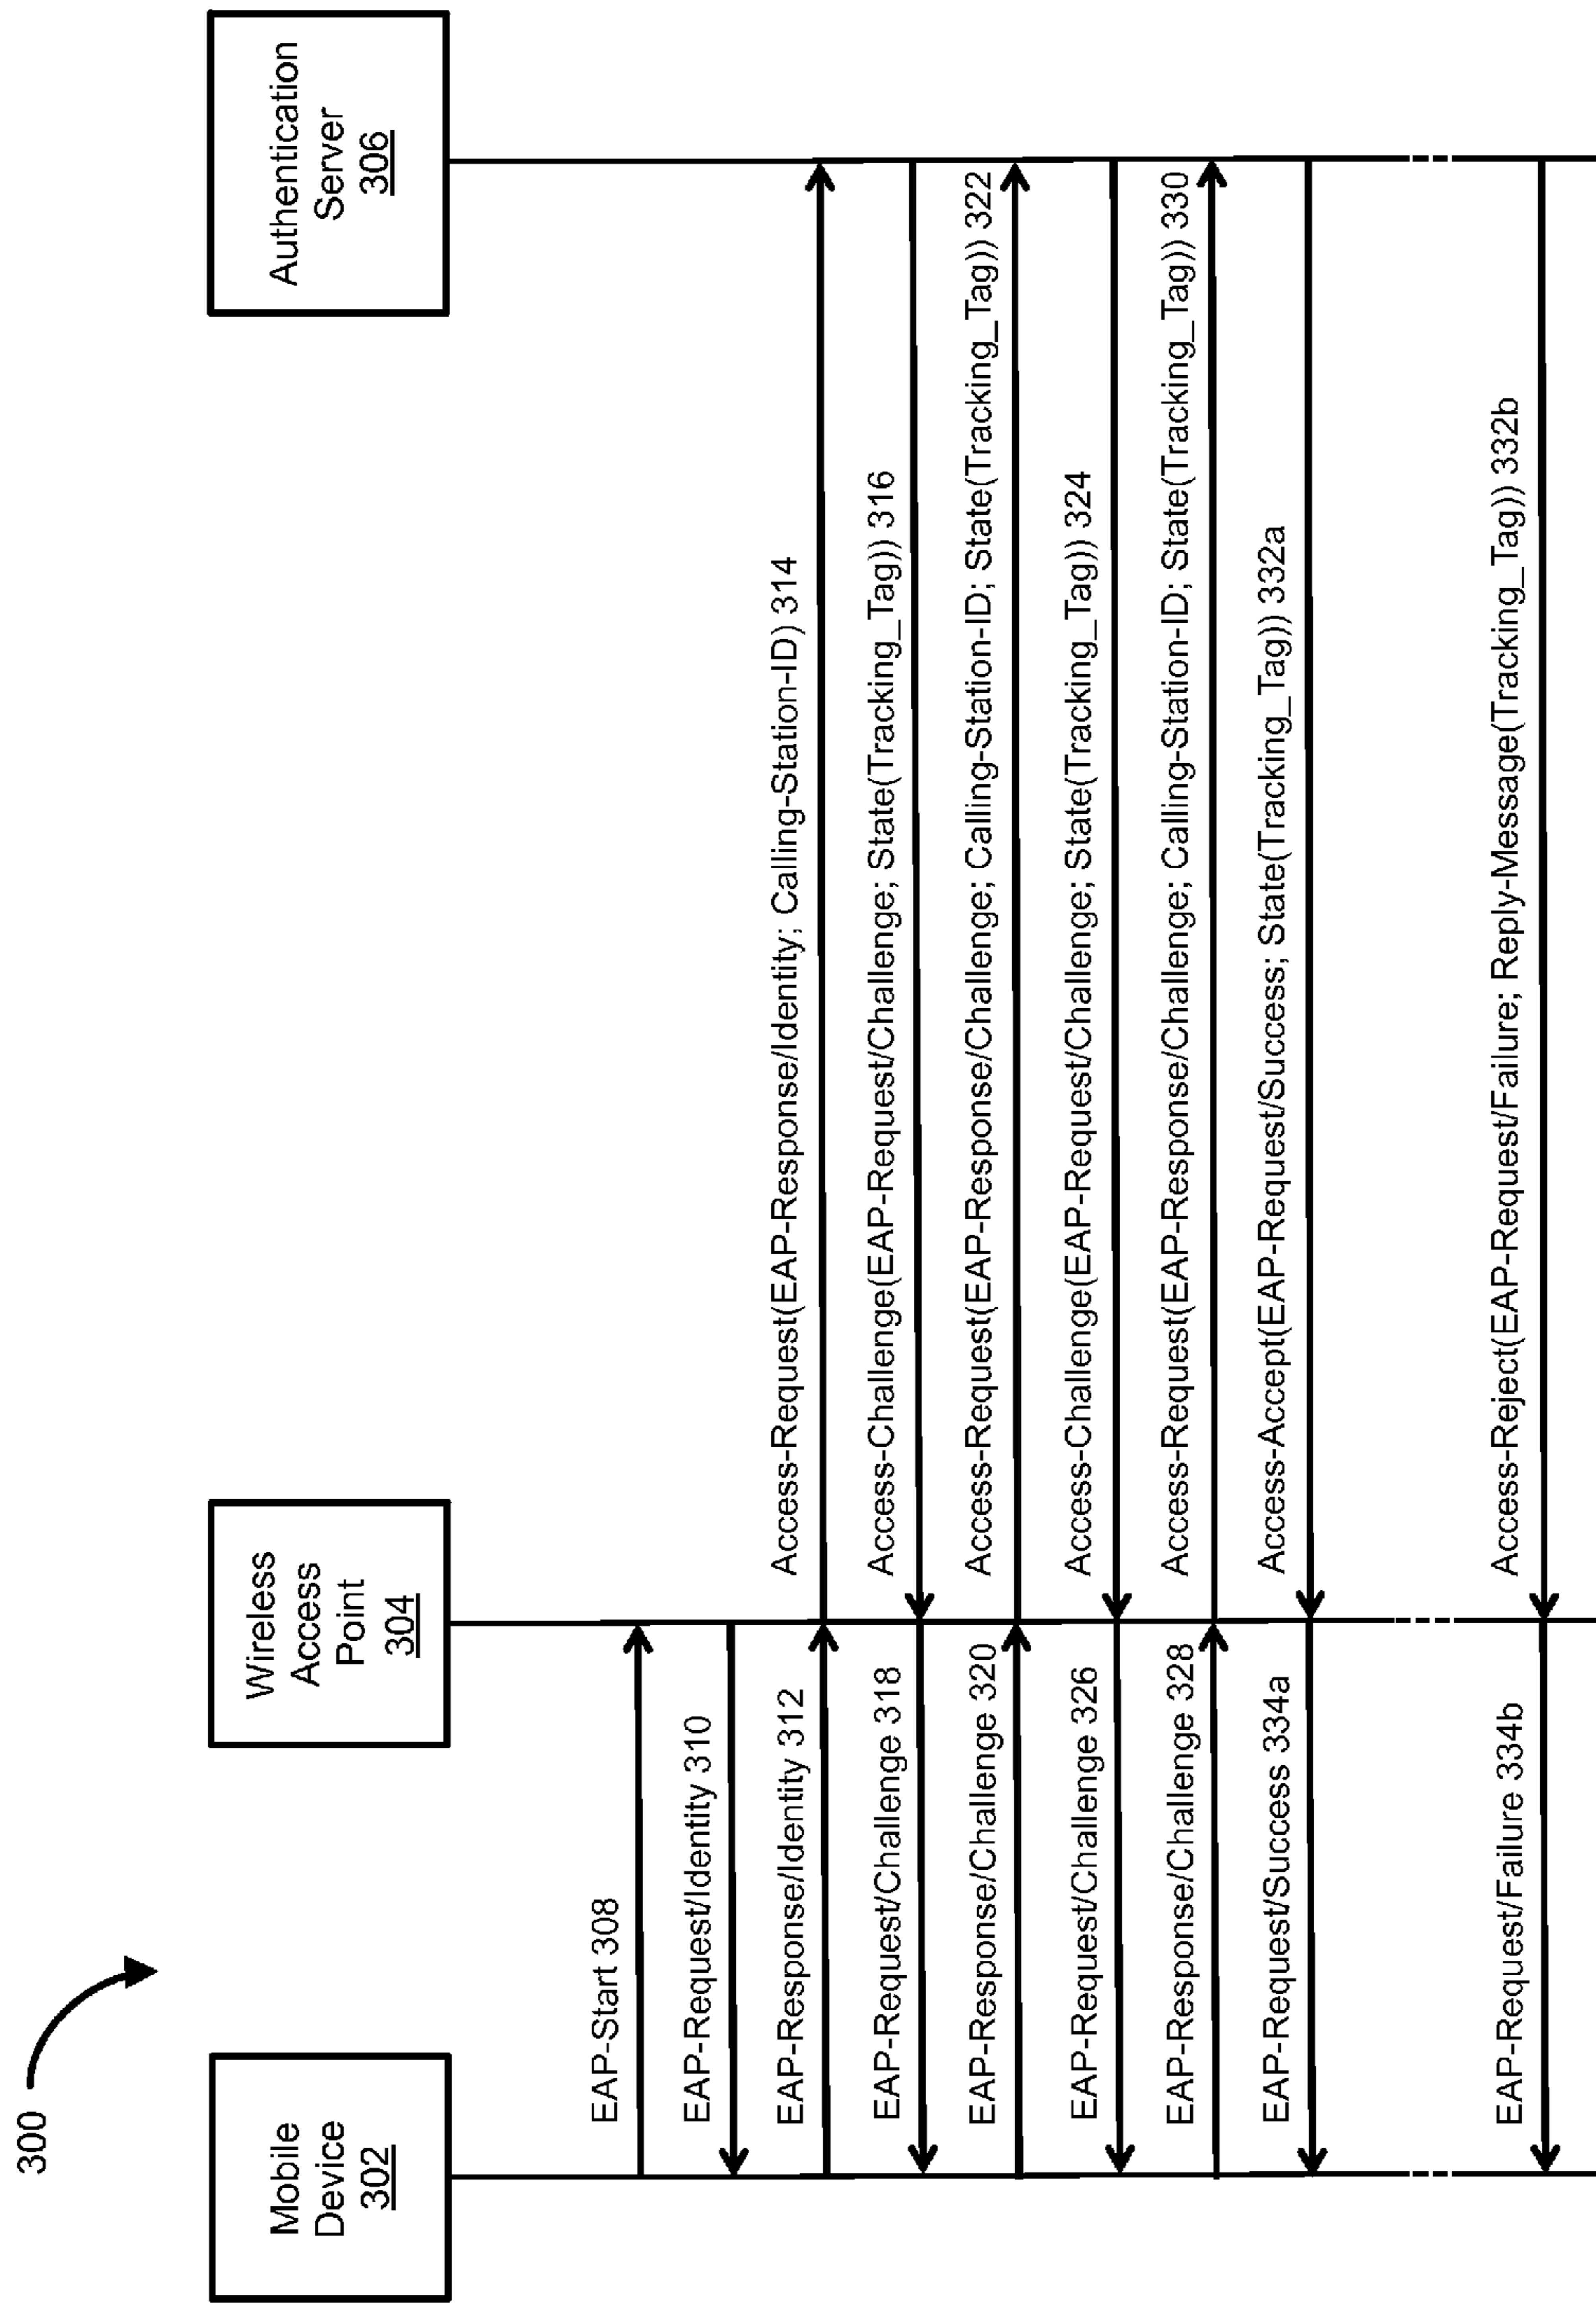 300
Mobile
Device
302
Wireless
Access
Point
304
Authentication
Server
306
EAP-Start 308
EAP-Request/Identity 310
EAP-Response/Identity 312
Access-Request(EAP-Response/Identity; Calling-Station-ID) 314
EAP-Request/Challenge 318
Access-Challenge(EAP-Request/Challenge; State(Tracking_Tag)) 316
EAP-Response/Challenge 320
Access-Request(EAP-Response/Challenge; Calling-Station-ID; State(Tracking_Tag)) 322
EAP-Request/Challenge 326
Access-Challenge(EAP-Request/Challenge; State(Tracking_Tag)) 324
EAP-Response/Challenge 328
Access-Request(EAP-Response/Challenge; Calling-Station-ID; State(Tracking_Tag)) 330
EAP-Request/Success 334a
Access-Accept(EAP-Request/Success; State(Tracking_Tag)) 332a
EAP-Request/Failure 334b
Access-Reject(EAP-Request/Failure; Reply-Message(Tracking_Tag)) 332b